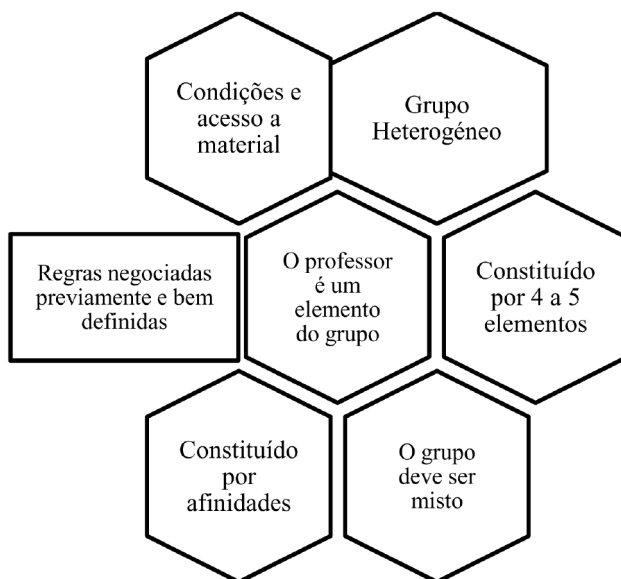 Condições e
acesso a
material
Grupo
Heterogéneo
Regras negociadas
previamente e bem
definidas
O professor
é um
elemento
do grupo
Constituído
por 4 a 5
elementos
Constituído
por
afinidades
O grupo
deve ser
misto